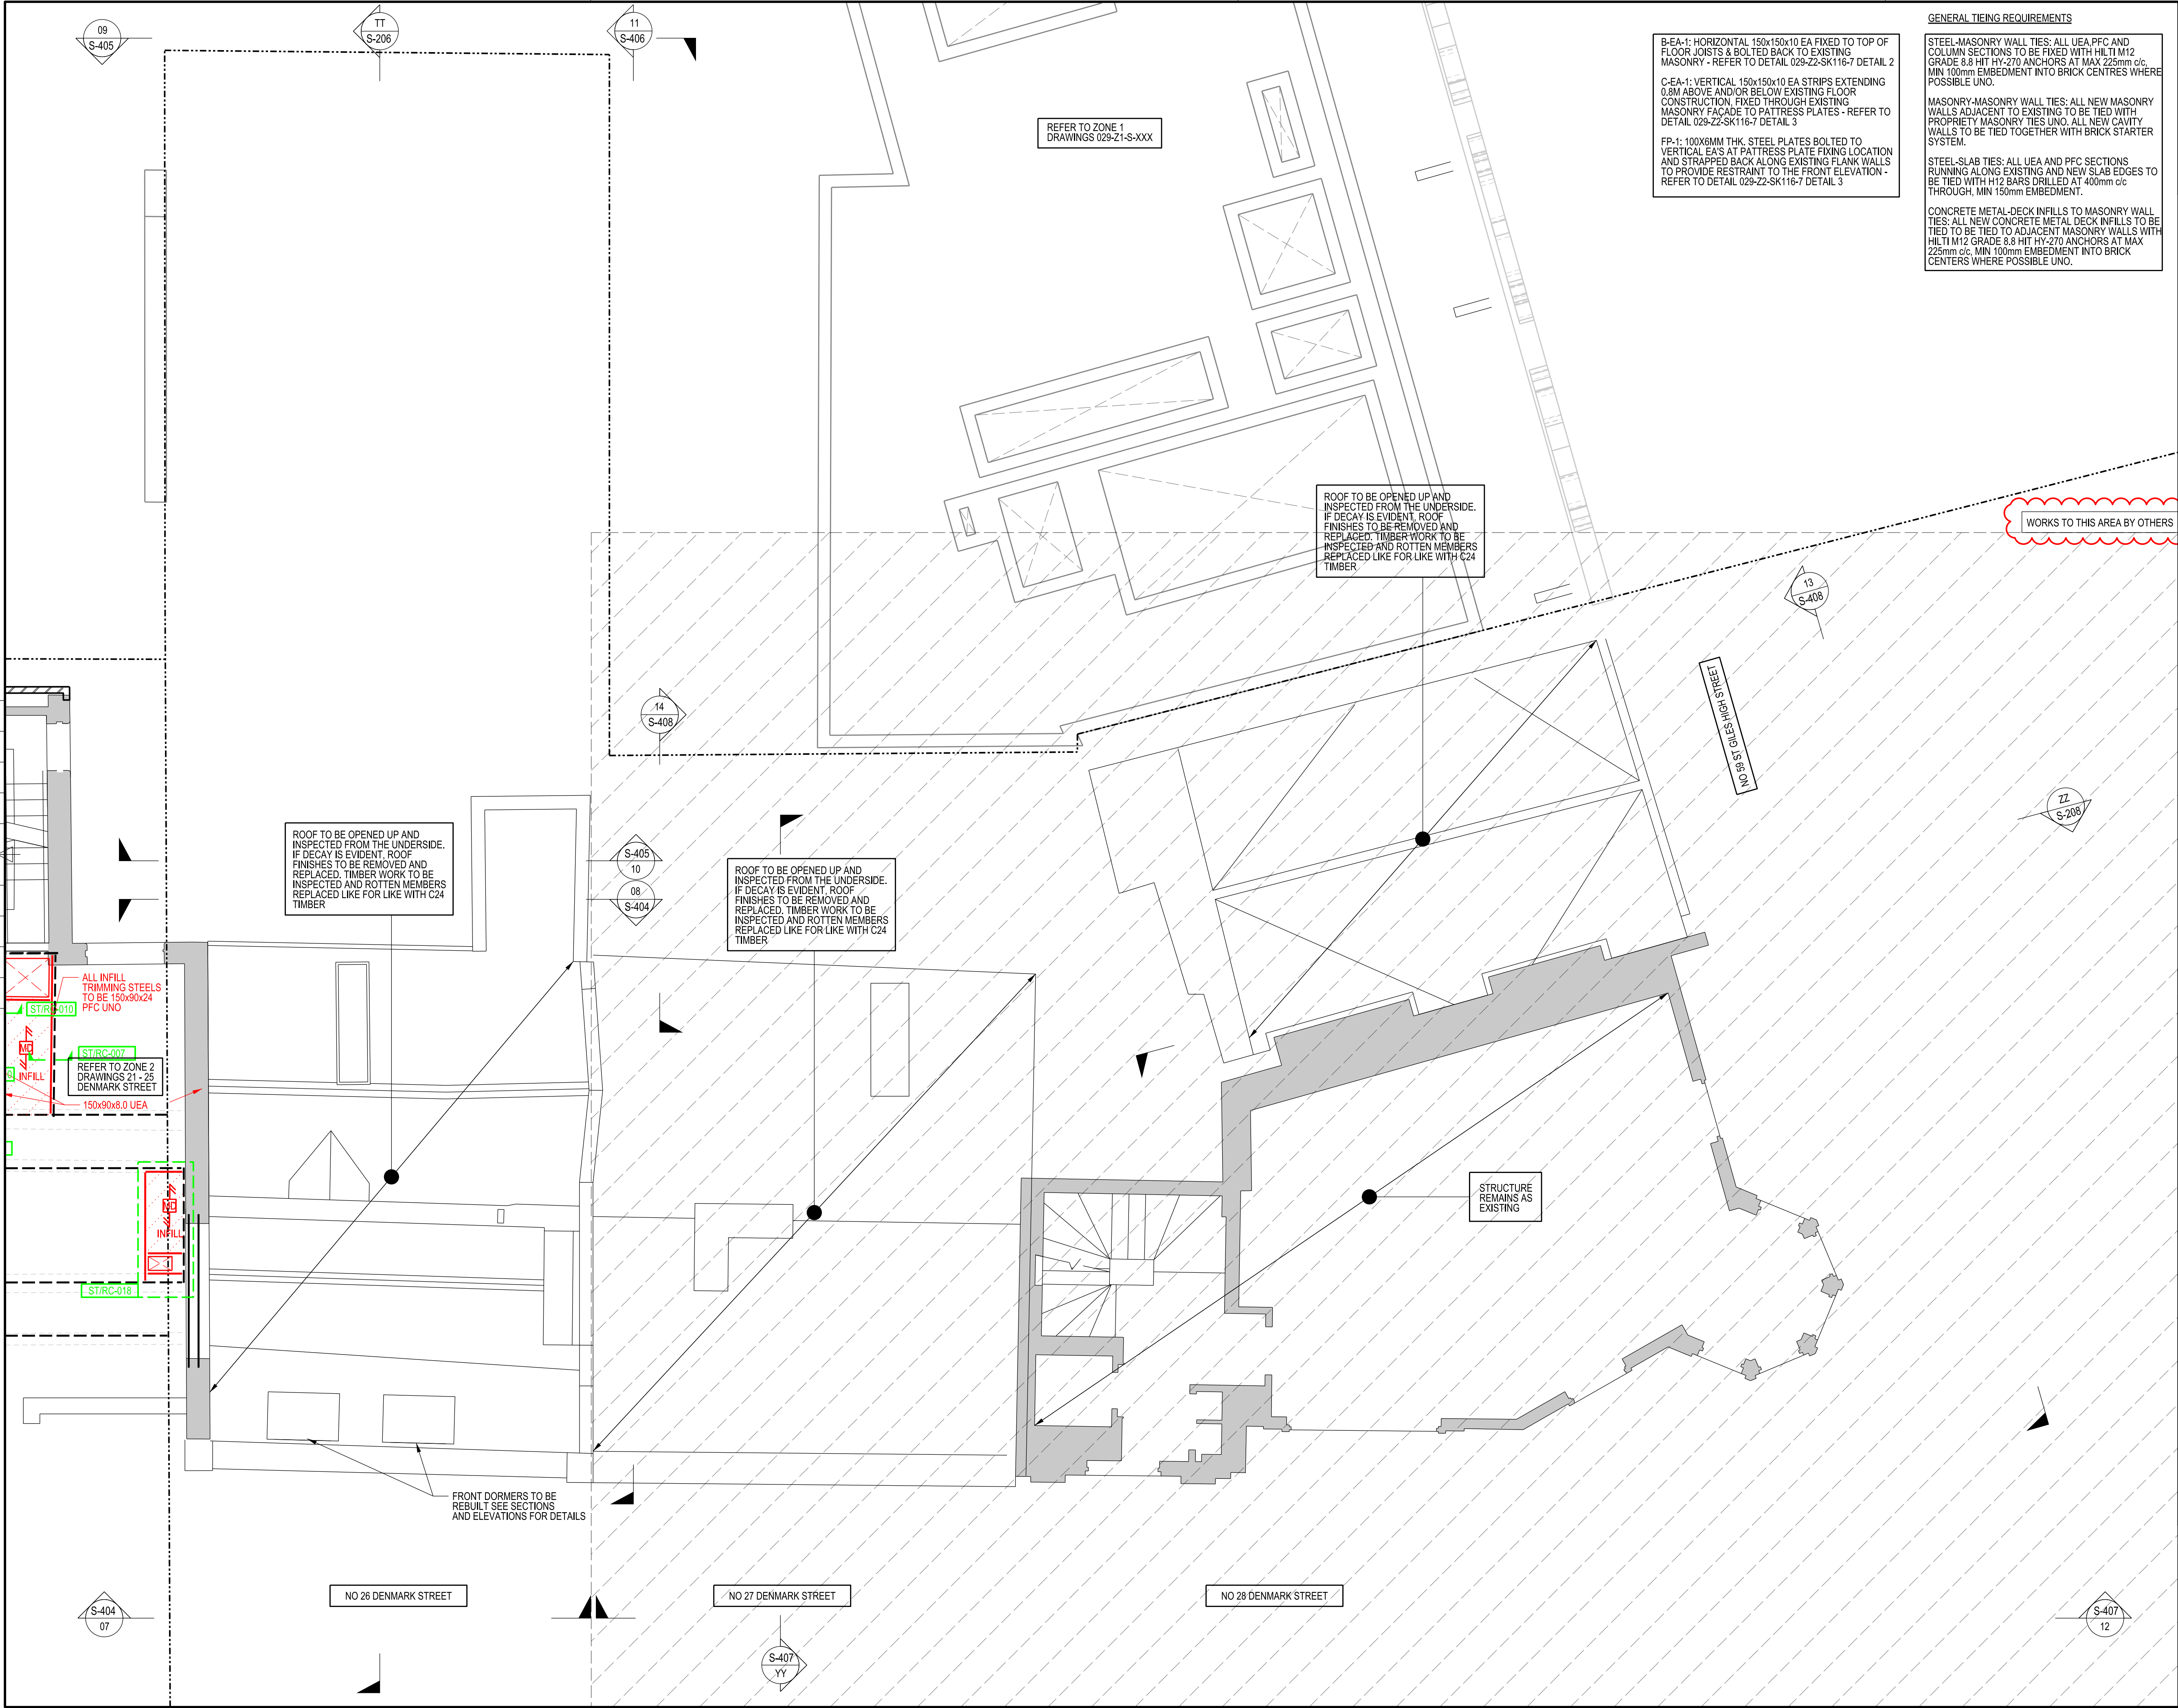 09
S-405
TT
S-206
11
S-406
GENERAL TIEING REQUIREMENTS
B-EA-1: HORIZONTAL 150x150x10 EA FIXED TO TOP OF
FLOOR JOISTS & BOLTED BACK TO EXISTING
MASONRY - REFER TO DETAIL 029-Z2-SK116-7 DETAIL 2
C-EA-1: VERTICAL 150x150x10 EA STRIPS EXTENDING
0.8M ABOVE AND/OR BELOW EXISTING FLOOR
CONSTRUCTION, FIXED THROUGH EXISTING
MASONRY FAÇADE TO PATTRESS PLATES - REFER TO
DETAIL 029-Z2-SK116-7 DETAIL 3
FP-1: 100X6MM THK. STEEL PLATES BOLTED TO
VERTICAL EA'S AT PATTRESS PLATE FIXING LOCATION
AND STRAPPED BACK ALONG EXISTING FLANK WALLS
TO PROVIDE RESTRAINT TO THE FRONT ELEVATION -
REFER TO DETAIL 029-Z2-SK116-7 DETAIL 3
STEEL-MASONRY WALL TIES: ALL UEA,PFC AND
COLUMN SECTIONS TO BE FIXED WITH HILTI M12
GRADE 8.8 HIT HY-270 ANCHORS AT MAX 225mm c/c,
MIN 100mm EMBEDMENT INTO BRICK CENTRES WHERE
POSSIBLE UNO.
MASONRY-MASONRY WALL TIES: ALL NEW MASONRY
WALLS ADJACENT TO EXISTING TO BE TIED WITH
PROPRIETY MASONRY TIES UNO. ALL NEW CAVITY
WALLS TO BE TIED TOGETHER WITH BRICK STARTER
SYSTEM.
STEEL-SLAB TIES: ALL UEA AND PFC SECTIONS
RUNNING ALONG EXISTING AND NEW SLAB EDGES TO
BE TIED WITH H12 BARS DRILLED AT 400mm c/c
THROUGH, MIN 150mm EMBEDMENT.
CONCRETE METAL-DECK INFILLS TO MASONRY WALL
TIES: ALL NEW CONCRETE METAL DECK INFILLS TO BE
TIED TO BE TIED TO ADJACENT MASONRY WALLS WITH
HILTI M12 GRADE 8.8 HIT HY-270 ANCHORS AT MAX
225mm c/c, MIN 100mm EMBEDMENT INTO BRICK
CENTERS WHERE POSSIBLE UNO.
REFER TO ZONE 1
DRAWINGS 029-Z1-S-XXX
ROOF TO BE OPENED UP AND
INSPECTED FROM THE UNDERSIDE.
IF DECAY IS EVIDENT, ROOF
FINISHES TO BE REMOVED AND
REPLACED. TIMBER WORK TO BE
INSPECTED AND ROTTEN MEMBERS
REPLACED LIKE FOR LIKE WITH C24
TIMBER
WORKS TO THIS AREA BY OTHERS
13
S-408
NO 59 ST GILES HIGH STREET
14
S-408
ZZ
S-208
ROOF TO BE OPENED UP AND
INSPECTED FROM THE UNDERSIDE.
IF DECAY IS EVIDENT, ROOF
FINISHES TO BE REMOVED AND
REPLACED. TIMBER WORK TO BE
INSPECTED AND ROTTEN MEMBERS
REPLACED LIKE FOR LIKE WITH C24
TIMBER
S-405
10
08
S-404
ROOF TO BE OPENED UP AND
INSPECTED FROM THE UNDERSIDE.
IF DECAY IS EVIDENT, ROOF
FINISHES TO BE REMOVED AND
REPLACED. TIMBER WORK TO BE
INSPECTED AND ROTTEN MEMBERS
REPLACED LIKE FOR LIKE WITH C24
TIMBER
ALL INFILL
TRIMMING STEELS
TO BE 150x90x24
PFC UNO
ST/RC-010
MD
INFILL
ST/RC-007
REFER TO ZONE 2
DRAWINGS 21 - 25
DENMARK STREET
150x90x8.0 UEA
MD
INFILL
ST/RC-018
STRUCTURE
REMAINS AS
EXISTING
FRONT DORMERS TO BE
REBUILT SEE SECTIONS
AND ELEVATIONS FOR DETAILS
NO 26 DENMARK STREET
NO 27 DENMARK STREET
NO 28 DENMARK STREET
S-404
07
S-407
YY
S-407
12